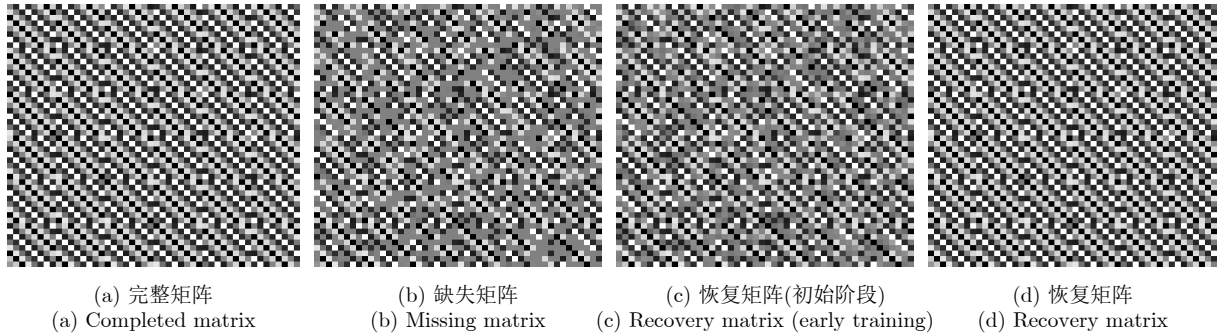 (a) 完整矩阵
(a) Completed matrix
(b) 缺失矩阵
(b) Missing matrix
(c) 恢复矩阵(初始阶段)
(c) Recovery matrix (early training)
(d) 恢复矩阵
(d) Recovery matrix